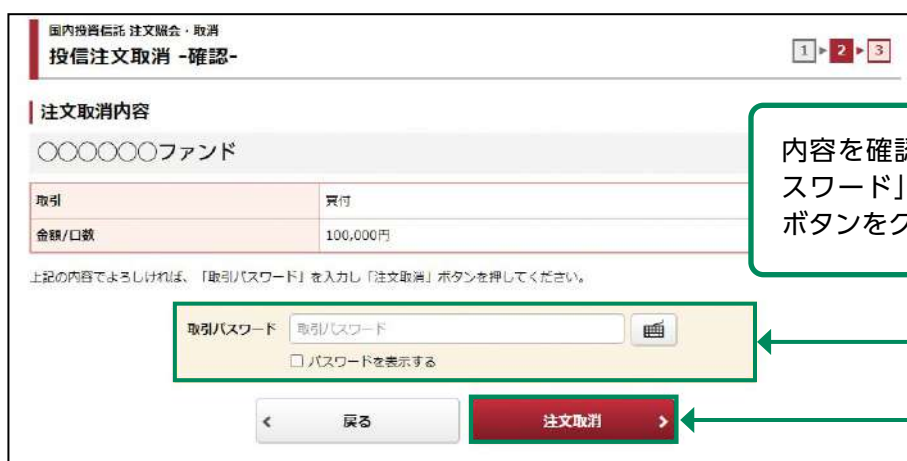 国内投資信託 注文照会・取消
投信注文取消 -確認-
1 ▶ 2 ▶ 3
注文取消内容
○○○○○○ファンド
内容を確認
スワード」
ボタンをク
取引 買付
金額/口数 100,000円
上記の内容でよろしければ、「取引パスワード」を入力し「注文取消」ボタンを押してください。
取引パスワード 取引パスワード
パスワードを表示する
戻る 注文取消